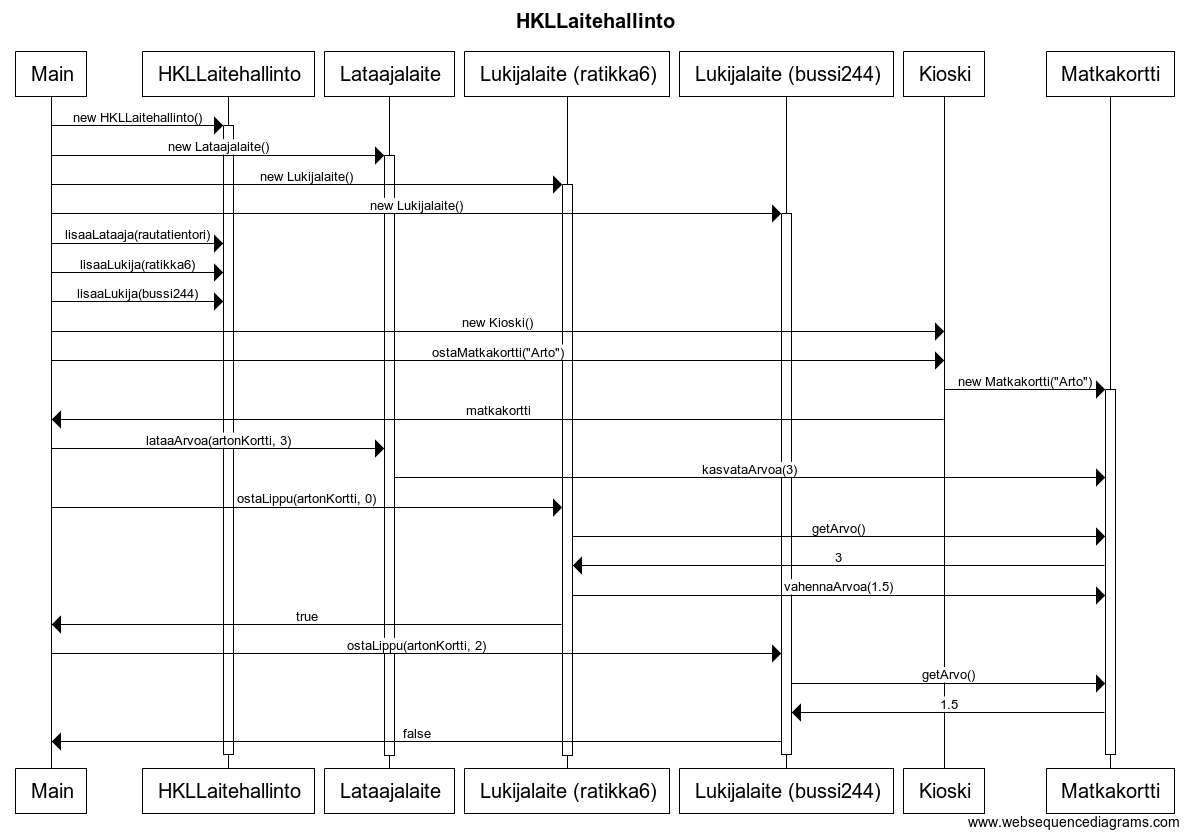 HKLLaitehallinto
Main HKLLaitehallinto Lataajalaite Lukijalaite (ratikka6) Lukijalaite (bussi244) Kioski Matkakortti
new HKLLaitehallinto()
new Lataajalaite()
new Lukijalaite()
new Lukijalaite()
lisaaLataaja(rautatientori)
lisaaLukija(ratikka6)
lisaaLukija(bussi244)
new Kioski()
ostaMatkakortti("Arto")
new Matkakortti("Arto")
matkakortti
lataaArvoa(artonKortti, 3)
kasvataArvoa(3)
ostaLippu(artonKortti, 0)
getArvo()
3
vahennaArvoa(1.5)
true
ostaLippu(artonKortti, 2)
getArvo()
1.5
false
Main HKLLaitehallinto Lataajalaite Lukijalaite (ratikka6) Lukijalaite (bussi244) Kioski Matkakortti
www.websequencediagrams.com